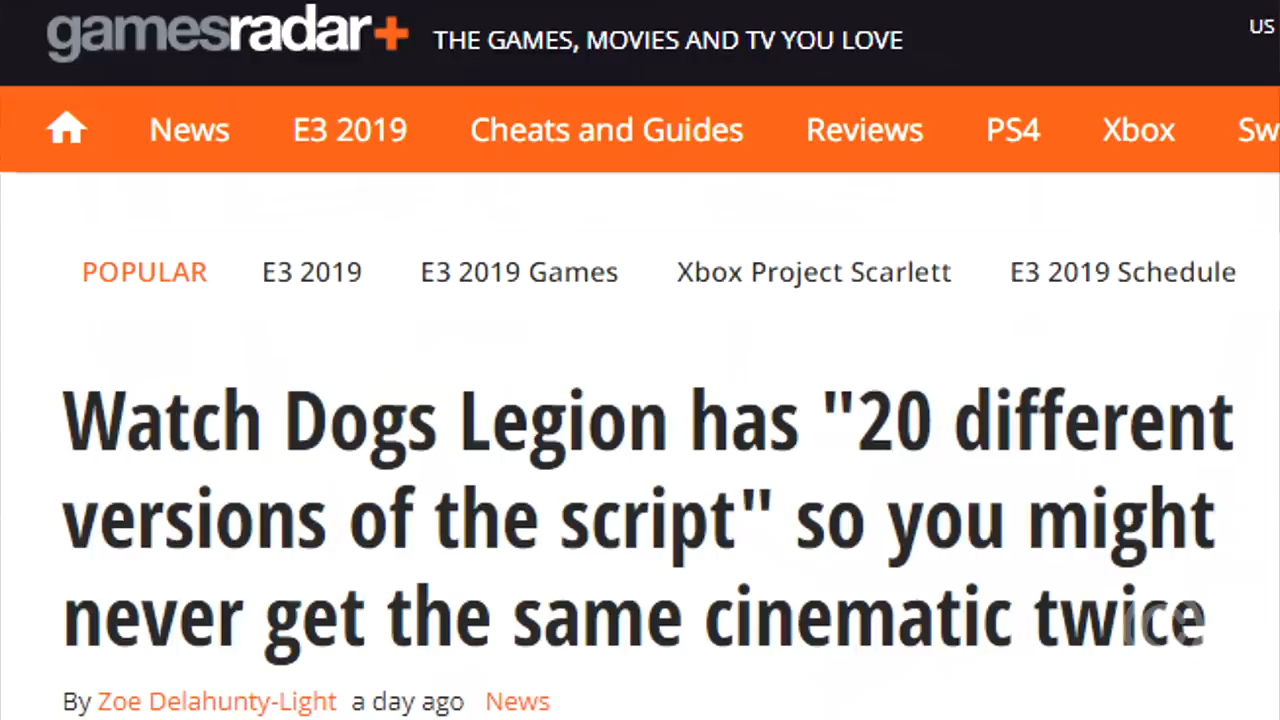 gamesradar+ THE GAMES, MOVIES AND TV YOU LOVE US
News E3 2019 Cheats and Guides Reviews PS4 Xbox Sw
POPULAR E3 2019 E3 2019 Games Xbox Project Scarlett E3 2019 Schedule
Watch Dogs Legion has "20 different
versions of the script" so you might
never get the same cinematic twice
By Zoe Delahunty-Light a day ago News